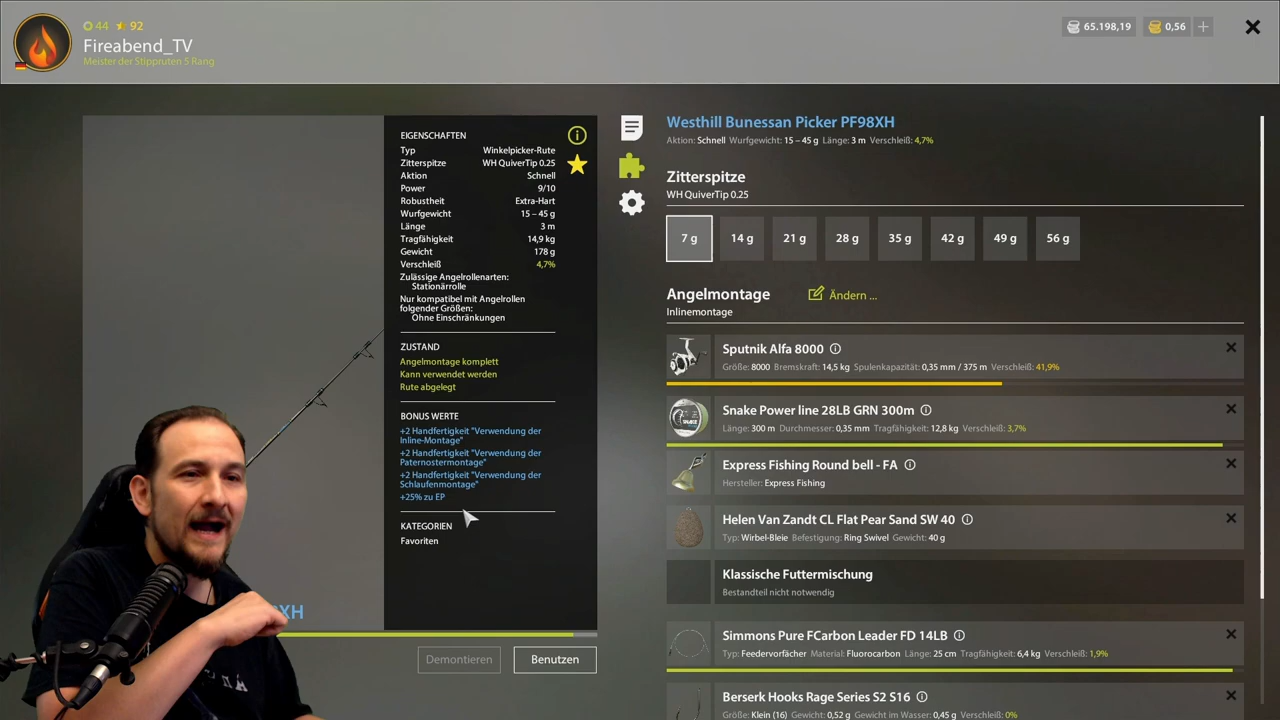 44 92
Fireabend_TV
Meister der Stippruten 5 Rang
65.198,19 0,56 +
EIGENSCHAFTEN
Typ Winkelpicker-Rute
Zitterspitze WH QuiverTip 0.25
Aktion Schnell
Power 9/10
Robustheit Extra-Hart
Wurfgewicht 15 – 45 g
Länge 3 m
Tragfähigkeit 14,9 kg
Gewicht 178 g
Verschleiß 4,7%
Zulässige Angelrollenarten:
Stationärrolle
Nur kompatibel mit Angelrollen
folgender Größen:
Ohne Einschränkungen
ZUSTAND
Angelmontage komplett
Kann verwendet werden
Rute abgelegt
BONUS WERTE
+2 Handfertigkeit "Verwendung der
Inline-Montage"
+2 Handfertigkeit "Verwendung der
Paternostermontage"
+2 Handfertigkeit "Verwendung der
Schlaufenmontage"
+25% zu EP
KATEGORIEN
Favoriten
XH
Demontieren Benutzen
Westhill Bunessan Picker PF98XH
Aktion: Schnell Wurfgewicht: 15 – 45 g Länge: 3 m Verschleiß: 4,7%
Zitterspitze
WH QuiverTip 0.25
7 g 14 g 21 g 28 g 35 g 42 g 49 g 56 g
Angelmontage Ändern ...
Inlinemontage
Sputnik Alfa 8000
Größe: 8000 Bremskraft: 14,5 kg Spulenkapazität: 0,35 mm / 375 m Verschleiß: 41,9%
Snake Power line 28LB GRN 300m
Länge: 300 m Durchmesser: 0,35 mm Tragfähigkeit: 12,8 kg Verschleiß: 3,7%
Express Fishing Round bell - FA
Hersteller: Express Fishing
Helen Van Zandt CL Flat Pear Sand SW 40
Typ: Wirbel-Bleie Befestigung: Ring Swivel Gewicht: 40 g
Klassische Futtermischung
Bestandteil nicht notwendig
Simmons Pure FCarbon Leader FD 14LB
Typ: Feedervorfächer Material: Fluorocarbon Länge: 25 cm Tragfähigkeit: 6,4 kg Verschleiß: 1,9%
Berserk Hooks Rage Series S2 S16
Größe: Klein (16) Gewicht: 0,52 g Gewicht im Wasser: 0,45 g Verschleiß: 0%